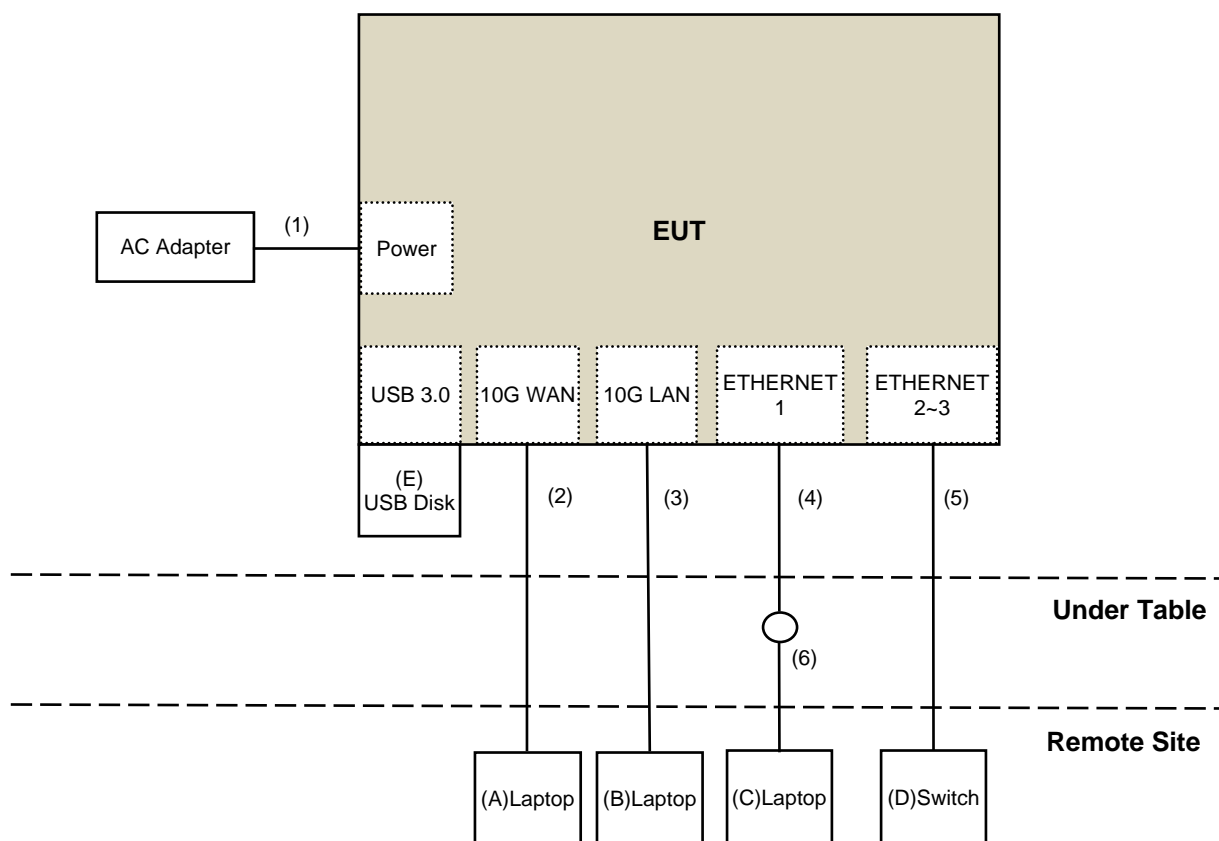 EUT
(1)
AC Adapter
Power
USB 3.0
10G WAN
10G LAN
ETHERNET
1
ETHERNET
2~3
(E)
USB Disk
(2)
(3)
(4)
(5)
Under Table
(6)
Remote Site
(A)Laptop
(B)Laptop
(C)Laptop
(D)Switch